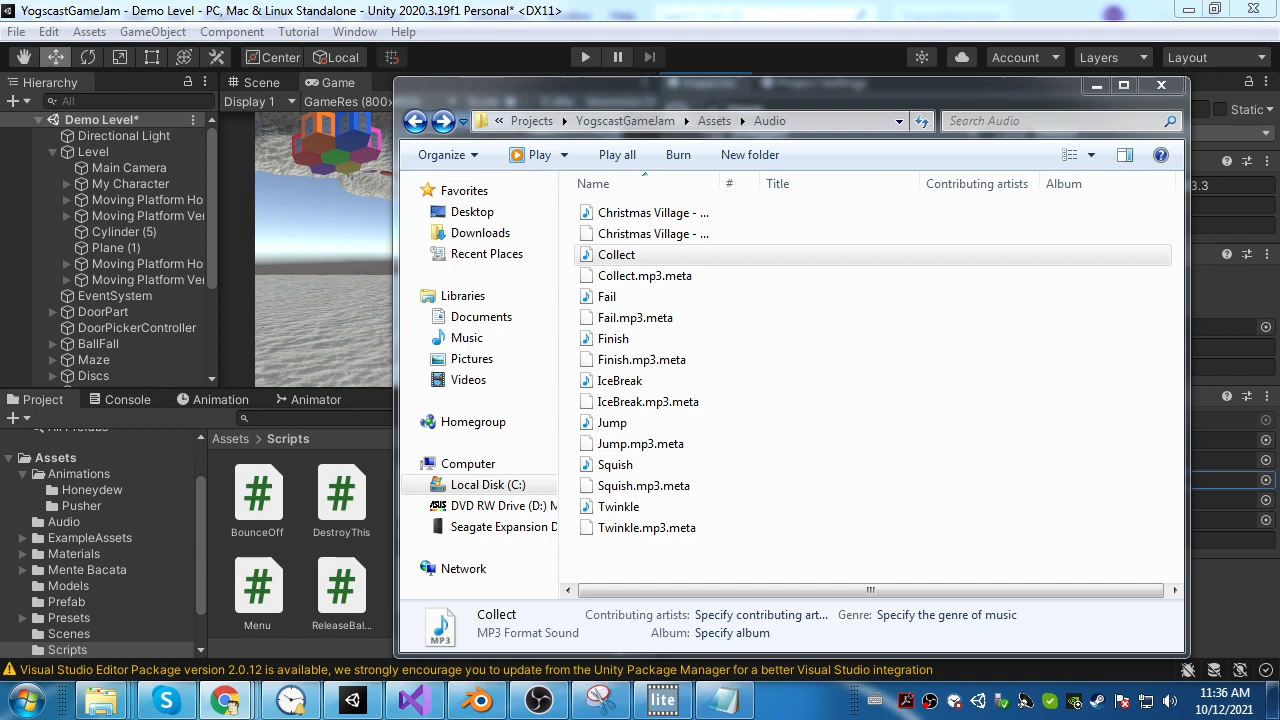 YogscastGameJam - Demo Level - PC, Mac & Linux Standalone - Unity 2020.3.19f1 Personal* <DX11>
File Edit Assets GameObject Component Tutorial Window Help
Center Local Account Layers Layout
Hierarchy Scene Game
All Display 1 GameRes (800x Static
Demo Level*
Directional Light
Level
Main Camera
My Character
Moving Platform Ho
Moving Platform Ver
Cylinder (5)
Plane (1)
Moving Platform Ho
Moving Platform Ver
EventSystem
DoorPart
DoorPickerController
BallFall
Maze
Discs
Projects YogscastGameJam Assets Audio Search Audio
Organize Play Play all Burn New folder
Favorites
Desktop
Downloads
Recent Places
Libraries
Documents
Music
Pictures
Videos
Homegroup
Computer
Local Disk (C:)
DVD RW Drive (D:) M
Seagate Expansion D
Network
Name # Title Contributing artists Album
Christmas Village - ...
Christmas Village - ...
Collect
Collect.mp3.meta
Fail
Fail.mp3.meta
Finish
Finish.mp3.meta
IceBreak
IceBreak.mp3.meta
Jump
Jump.mp3.meta
Squish
Squish.mp3.meta
Twinkle
Twinkle.mp3.meta
Collect Contributing artists: Specify contributing art... Genre: Specify the genre of music
MP3 Format Sound Album: Specify album
MP3
3.3
Project Console Animation Animator
Assets > Scripts
Assets
Animations
Honeydew
Pusher
Audio
ExampleAssets
Materials
Mente Bacata
Models
Prefab
Presets
Scenes
Scripts
BounceOff DestroyThis
Menu ReleaseBal...
Visual Studio Editor Package version 2.0.12 is available, we strongly encourage you to update from the Unity Package Manager for a better Visual Studio integration
lite
11:36 AM
10/12/2021